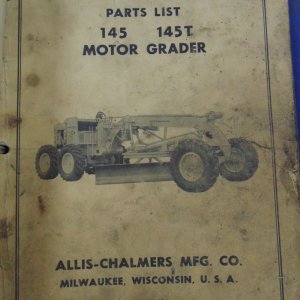 PARTS LIST
145 145T
MOTOR GRADER
ALLIS-CHALMERS MFG. CO.
MILWAUKEE, WISCONSIN, U. S. A.